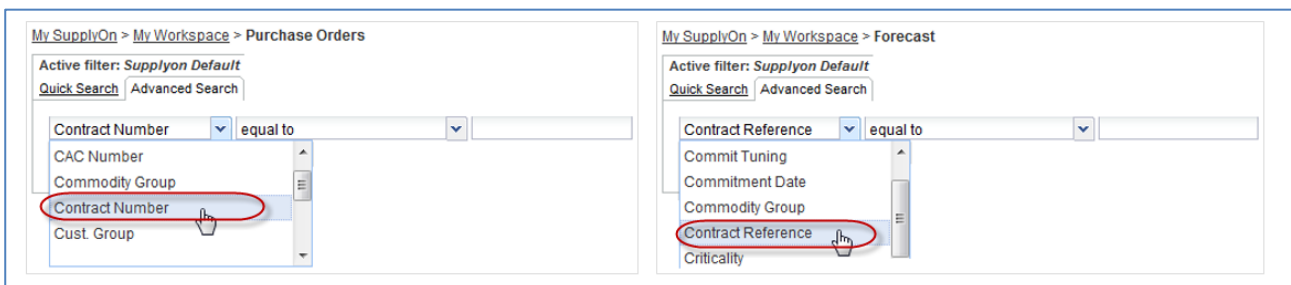 My SupplyOn > My Workspace > Purchase Orders
Active filter: Supplyon Default
Quick Search Advanced Search
Contract Number equal to
CAC Number
Commodity Group
Contract Number
Cust. Group
My SupplyOn > My Workspace > Forecast
Active filter: Supplyon Default
Quick Search Advanced Search
Contract Reference equal to
Commit Tuning
Commitment Date
Commodity Group
Contract Reference
Criticality